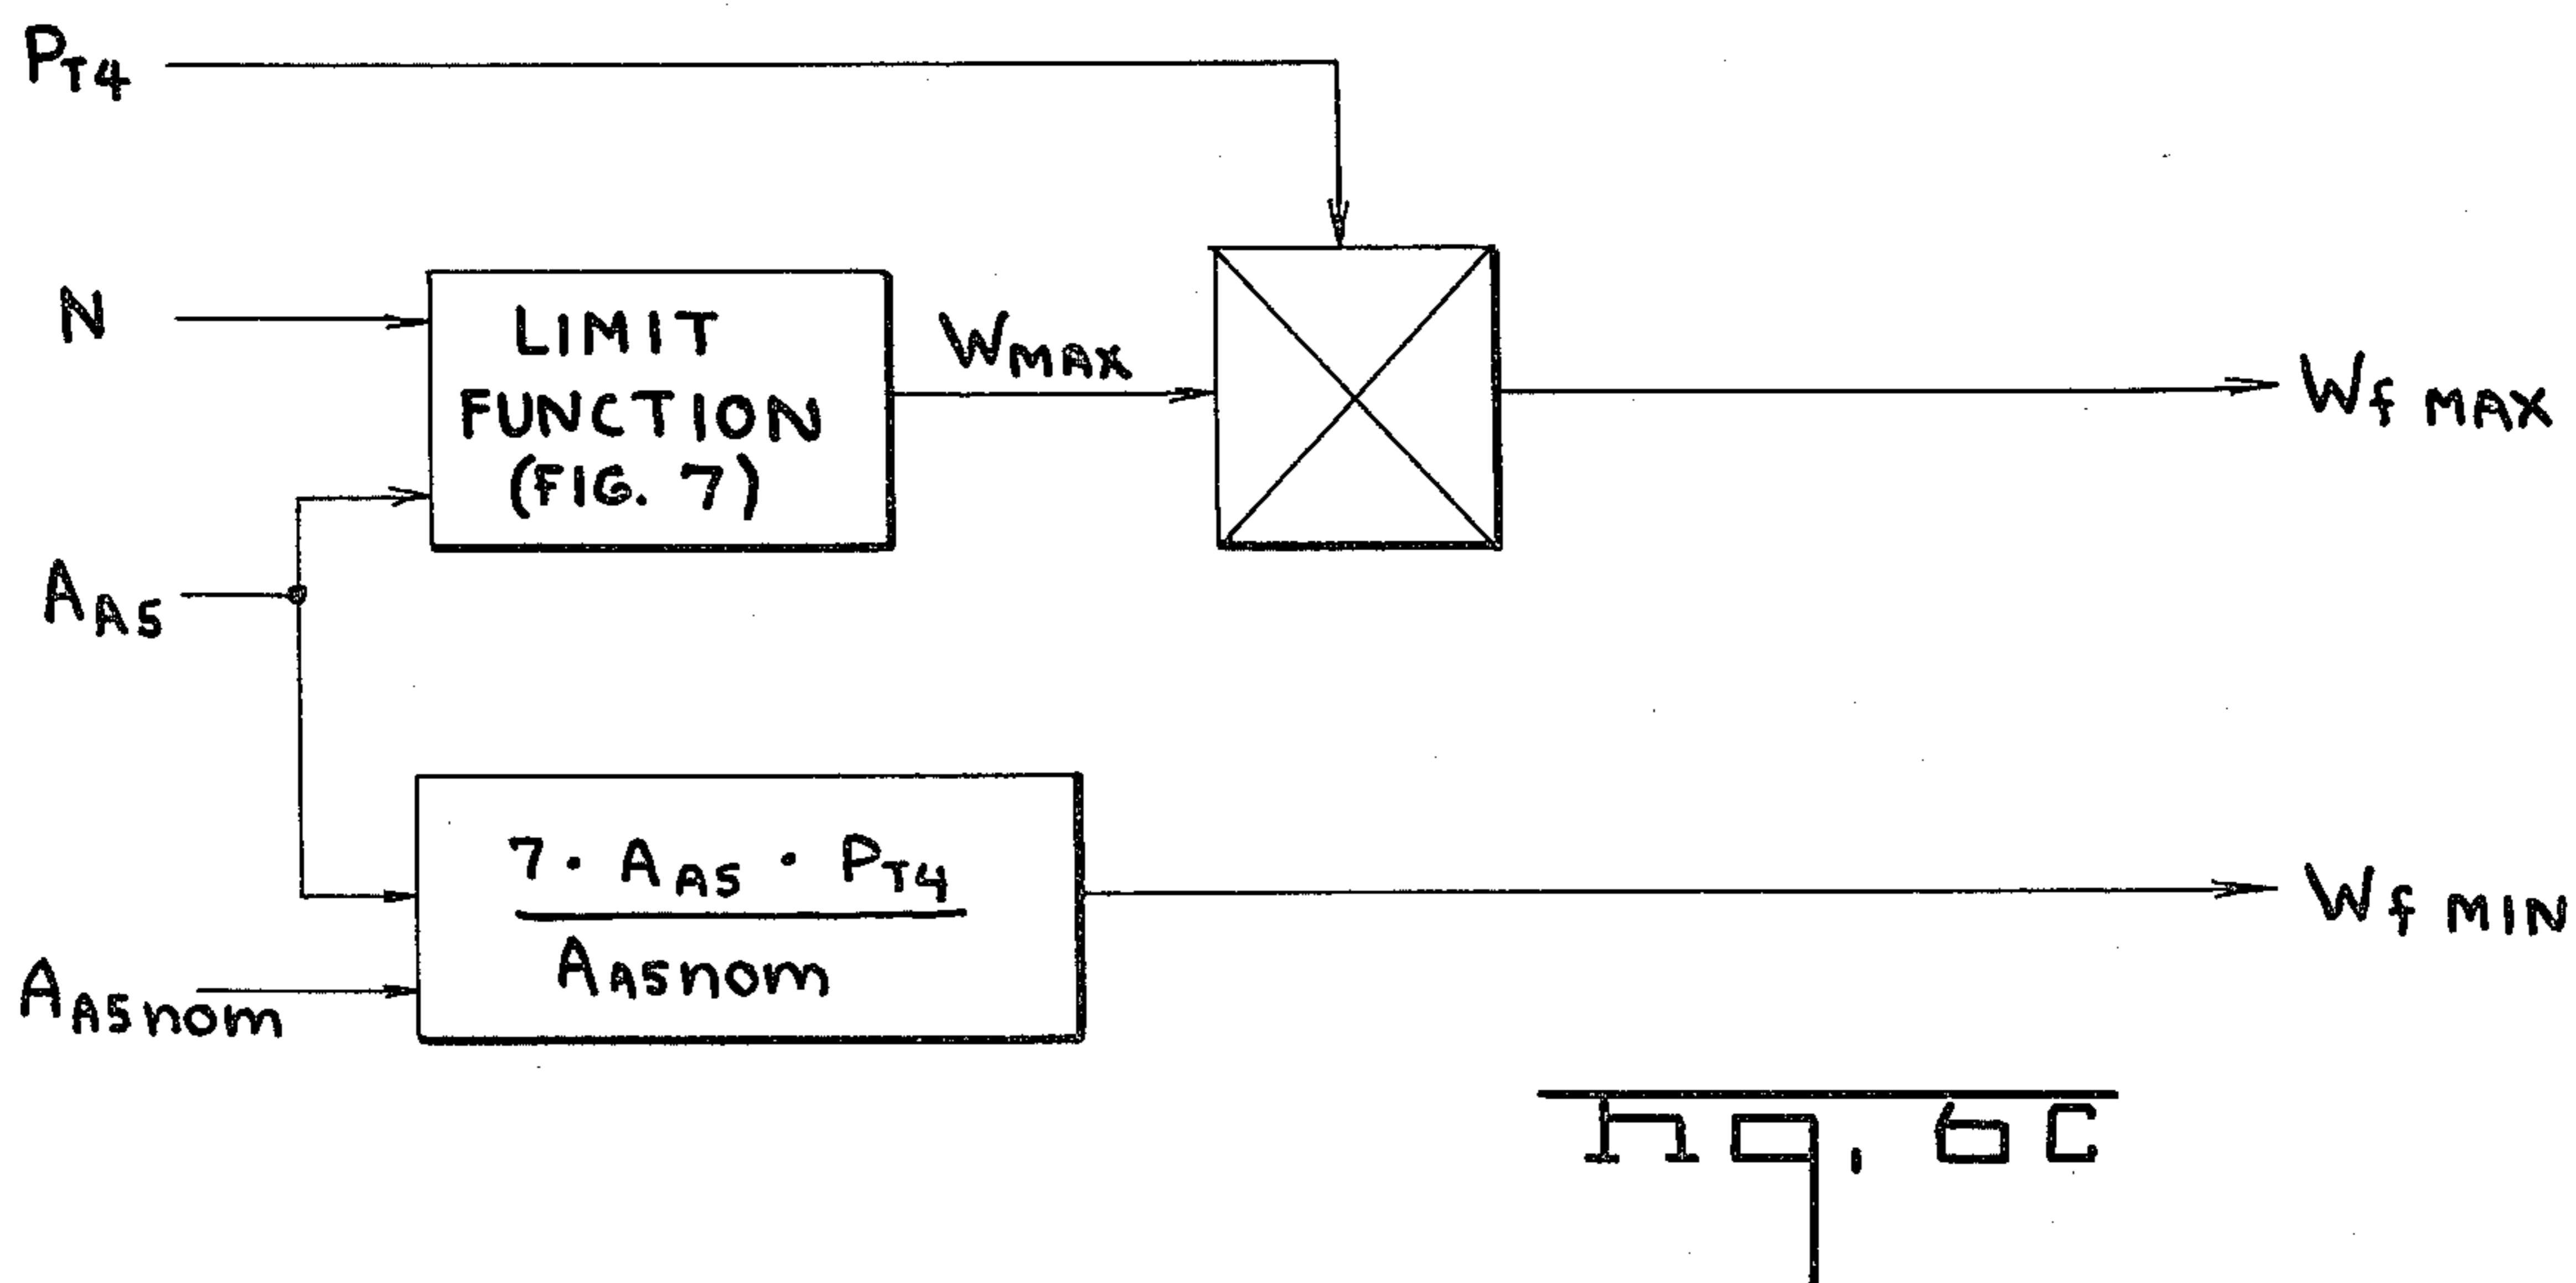 PT4
N
LIMIT
FUNCTION
(FIG. 7)
WMAX
Wf MAX
AA5
7 · AA5 · PT4
AA5nom
Wf MIN
AA5nom
Fig. 6C